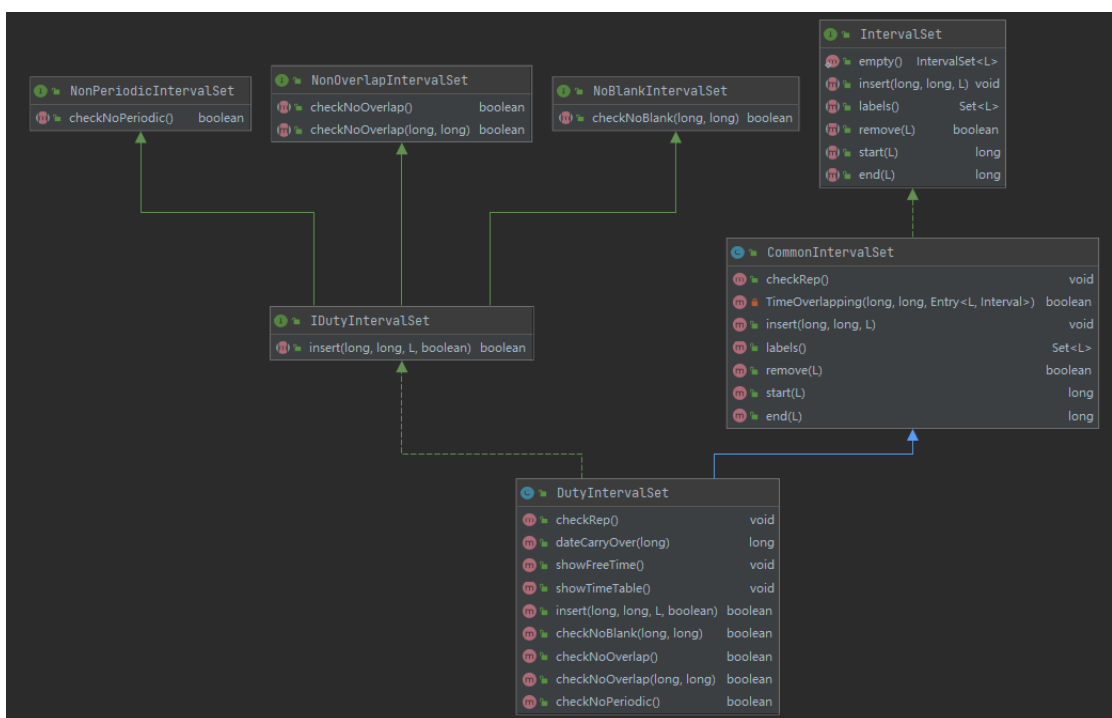 NonPeriodicIntervalSet
checkNoPeriodic() boolean
NonOverlapIntervalSet
checkNoOverlap() boolean
checkNoOverlap(long, long) boolean
NoBlankIntervalSet
checkNoBlank(long, long) boolean
IntervalSet
empty() IntervalSet<L>
insert(long, long, L) void
labels() Set<L>
remove(L) boolean
start(L) long
end(L) long
IDutyIntervalSet
insert(long, long, L, boolean) boolean
CommonIntervalSet
checkRep() void
TimeOverlapping(long, long, Entry<L, Interval>) boolean
insert(long, long, L) void
labels() Set<L>
remove(L) boolean
start(L) long
end(L) long
DutyIntervalSet
checkRep() void
dateCarryOver(long) long
showFreeTime() void
showTimeTable() void
insert(long, long, L, boolean) boolean
checkNoBlank(long, long) boolean
checkNoOverlap() boolean
checkNoOverlap(long, long) boolean
checkNoPeriodic() boolean